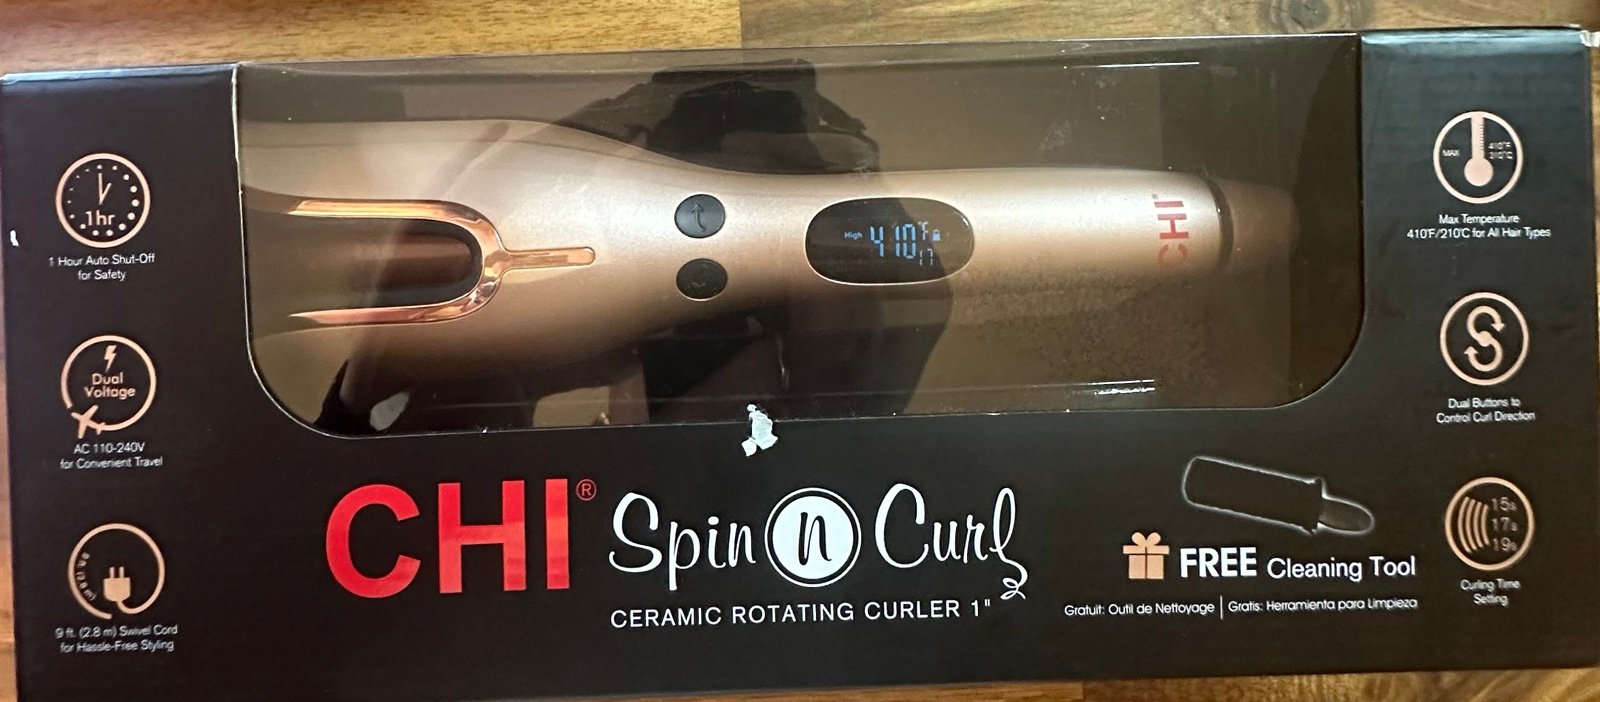 1hr
1 Hour Auto Shut-Off
for Safety
Dual
Voltage
AC 110-240V
for Convenient Travel
9 ft. (2.8 m) Swivel Cord
for Hassle-Free Styling
High 410°F
17
CHI
CHI® Spin n Curl
CERAMIC ROTATING CURLER 1"
FREE Cleaning Tool
Gratuit: Outil de Nettoyage | Gratis: Herramienta para Limpieza
MAX 410°F
210°C
Max Temperature
410°F/210°C for All Hair Types
Dual Buttons to
Control Curl Direction
15s
17s
19s
Curling Time
Setting